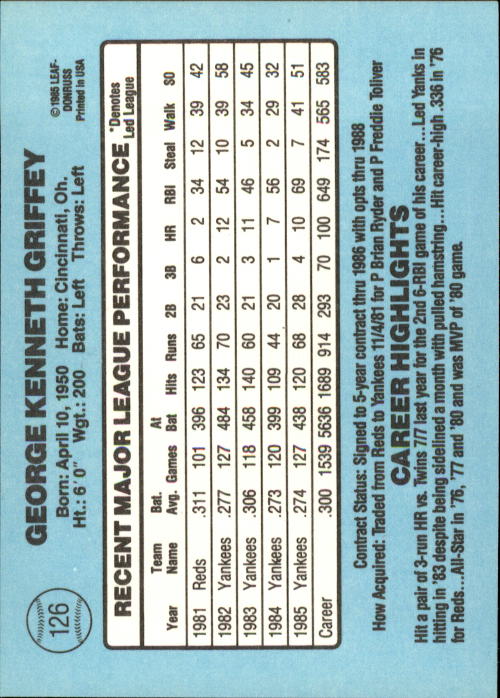 126
GEORGE KENNETH GRIFFEY
Born: April 10, 1950 Home: Cincinnati, Oh.
Ht.: 6'0" Wgt.: 200 Bats: Left Throws: Left
©1985 LEAF-
DONRUSS
Printed in USA
RECENT MAJOR LEAGUE PERFORMANCE
*Denotes
Led League
Year Team Name Bat. Avg. Games At Bat Hits Runs 2B 3B HR RBI Steal Walk SO
1981 Reds .311 101 396 123 65 21 6 2 34 12 39 42
1982 Yankees .277 127 484 134 70 23 2 12 54 10 39 58
1983 Yankees .306 118 458 140 60 21 3 11 46 5 34 45
1984 Yankees .273 120 399 109 44 20 1 7 56 2 29 32
1985 Yankees .274 127 438 120 68 28 4 10 69 7 41 51
Career .300 1539 5636 1689 914 293 70 100 649 174 565 583
Contract Status: Signed to 5-year contract thru 1986 with opts thru 1988
How Acquired: Traded from Reds to Yankees 11/4/81 for P Brian Ryder and P Freddie Toliver
CAREER HIGHLIGHTS
Hit a pair of 3-run HR vs. Twins 7/7 last year for the 2nd 6-RBI game of his career...Led Yanks in
hitting in '83 despite being sidelined a month with pulled hamstring...Hit career-high .336 in '76
for Reds...All-Star in '76, '77 and '80 and was MVP of '80 game.